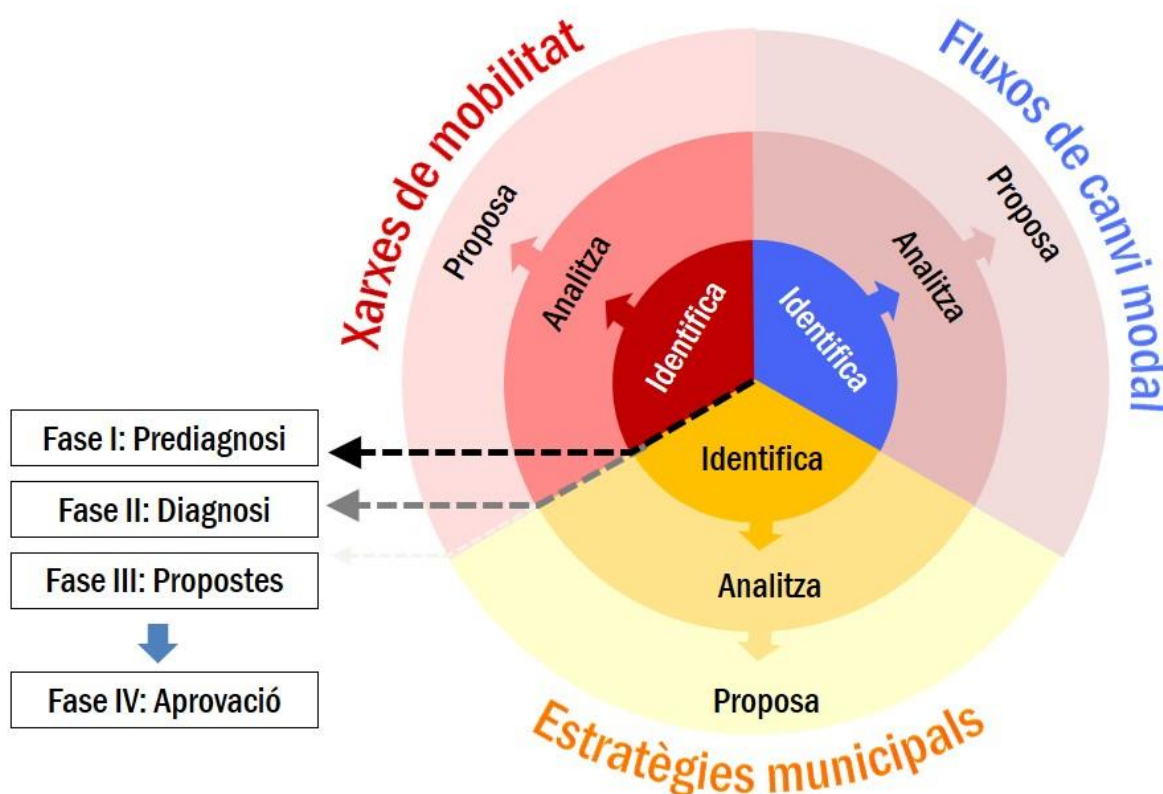 Xarxes de mobilitat
Fluxos de canvi modal
Proposa
Analitza
Identifica
Identifica
Analitza
Proposa
Identifica
Analitza
Proposa
Estratègies municipals
Fase I: Prediagnosi
Fase II: Diagnosi
Fase III: Propostes
Fase IV: Aprovació